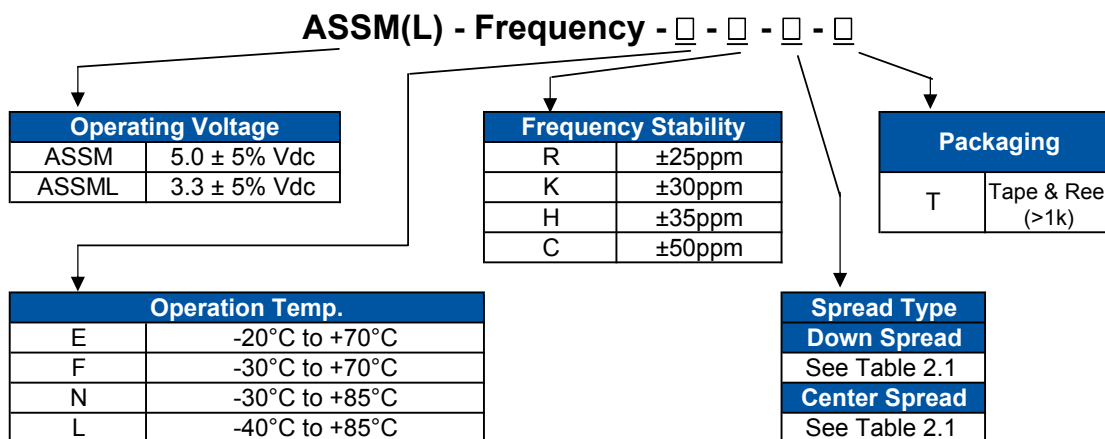 ASSM(L) - Frequency - □ - □ - □ - □
Operating Voltage
ASSM 5.0 ± 5% Vdc
ASSML 3.3 ± 5% Vdc
Frequency Stability
R ±25ppm
K ±30ppm
H ±35ppm
C ±50ppm
Packaging
T Tape & Ree
(>1k)
Operation Temp.
E -20°C to +70°C
F -30°C to +70°C
N -30°C to +85°C
L -40°C to +85°C
Spread Type
Down Spread
See Table 2.1
Center Spread
See Table 2.1